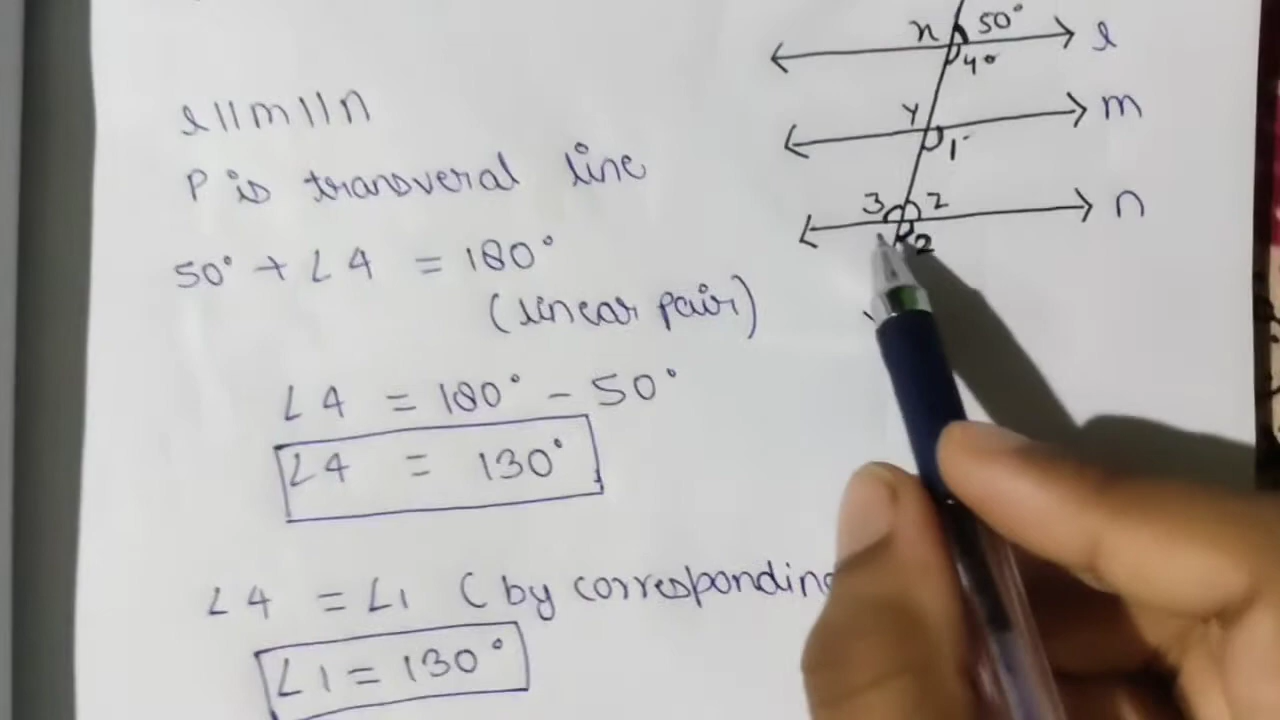 x 50° l
4°
l||m||n
Y 1 m
P is transveral line
3 2 n
2
50° + ∠4 = 180°
(linear pair)
∠4 = 180° - 50°
∠4 = 130°
∠4 = ∠1 (by corresponding
∠1 = 130°